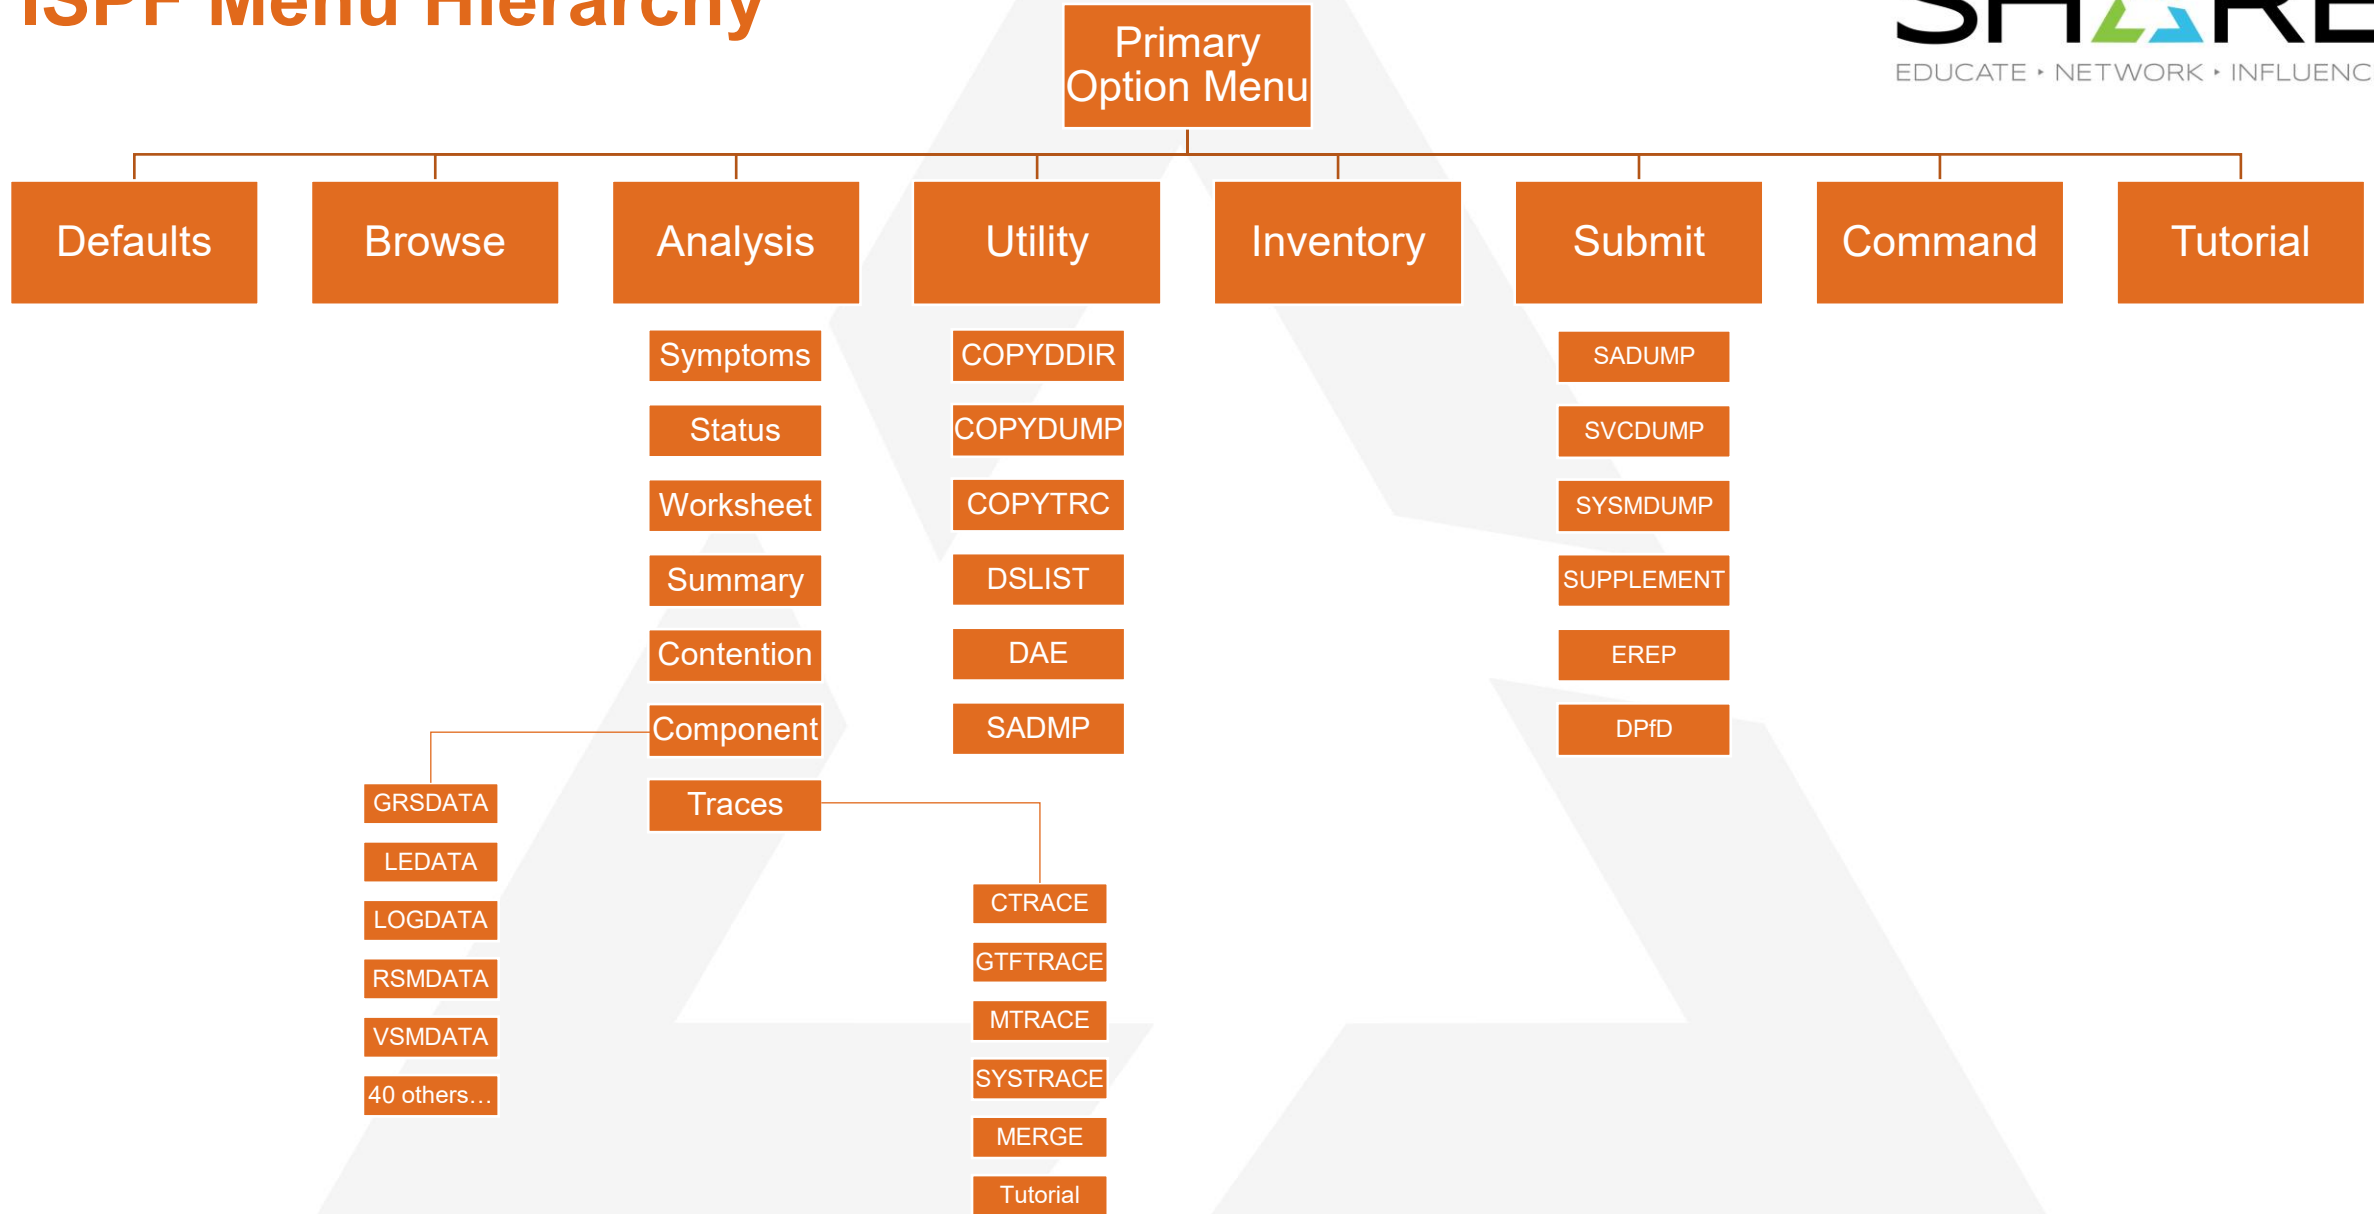 ISPF Menu Hierarchy
SHARE
EDUCATE ‣ NETWORK ‣ INFLUENC
Primary
Option Menu
Defaults
Browse
Analysis
Utility
Inventory
Submit
Command
Tutorial
Symptoms
Status
Worksheet
Summary
Contention
Component
Traces
GRSDATA
LEDATA
LOGDATA
RSMDATA
VSMDATA
40 others…
CTRACE
GTFTRACE
MTRACE
SYSTRACE
MERGE
Tutorial
COPYDDIR
COPYDUMP
COPYTRC
DSLIST
DAE
SADMP
SADUMP
SVCDUMP
SYSMDUMP
SUPPLEMENT
EREP
DPfD